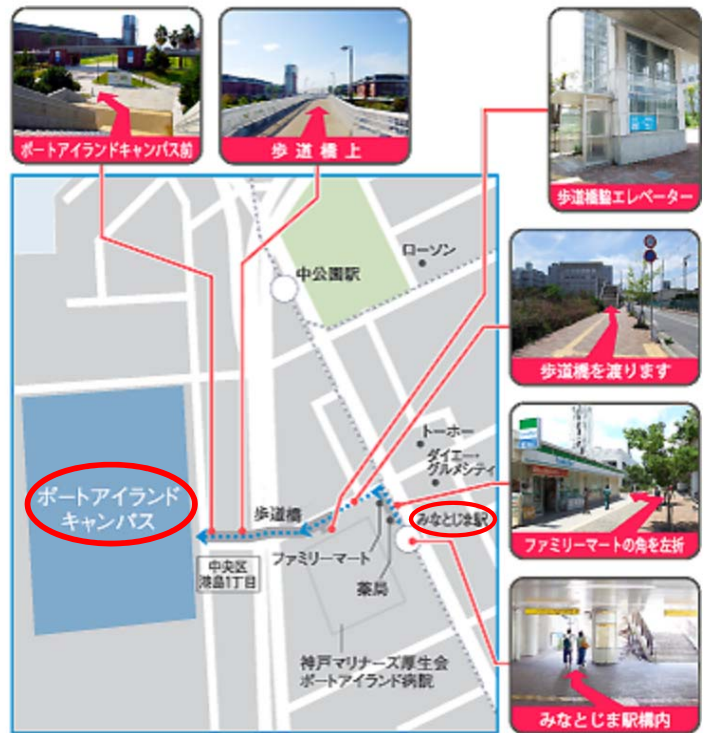 ポートアイランドキャンパス前
歩道橋上
歩道橋脇エレベーター
歩道橋を渡ります
ファミリーマートの角を左折
みなとじま駅構内
ローソン
中公園駅
トーホー
ダイエー・
グルメシティ
みなとじま駅
ポートアイランド
キャンパス
歩道橋
ファミリーマート
中央区
港島1丁目
薬局
神戸マリナーズ厚生会
ポートアイランド病院